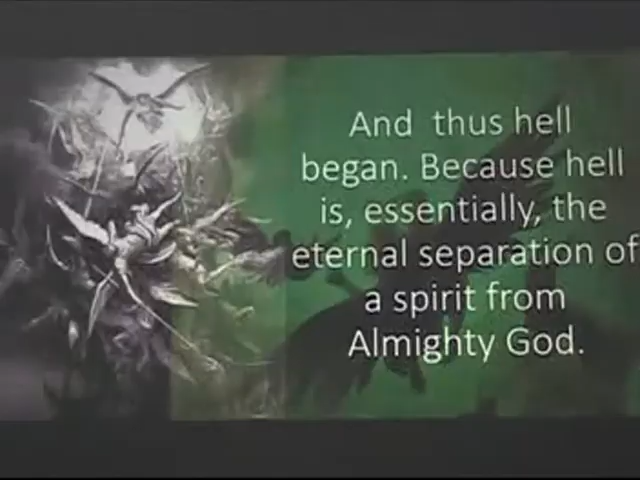 And thus hell
began. Because hell
is, essentially, the
eternal separation of
a spirit from
Almighty God.